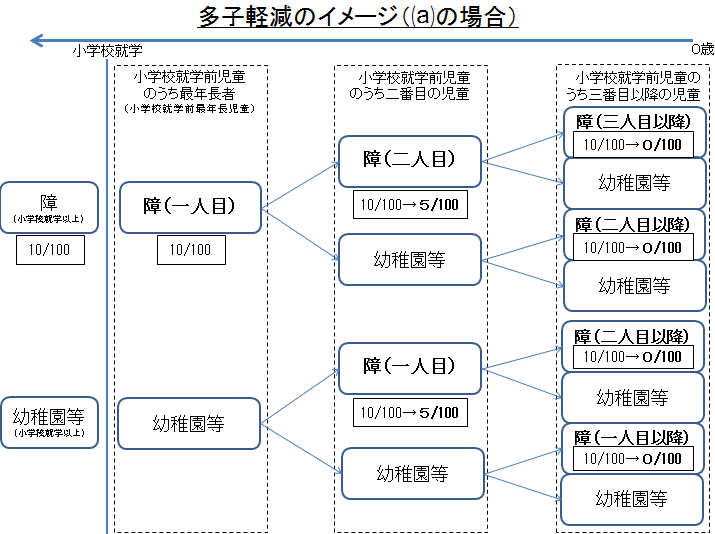 多子軽減のイメージ（(a)の場合）
小学校就学
０歳
小学校就学前児童
のうち最年長者
（小学校就学前最年長児童）
小学校就学前児童
のうち二番目の児童
小学校就学前児童の
うち三番目以降の児童
障
（小学校就学以上）
10/100
幼稚園等
（小学校就学以上）
障（一人目）
10/100
幼稚園等
障（二人目）
10/100→５/100
幼稚園等
障（一人目）
10/100→５/100
幼稚園等
障（三人目以降）
10/100→０/100
幼稚園等
障（二人目以降）
10/100→０/100
幼稚園等
障（二人目以降）
10/100→０/100
幼稚園等
障（一人目以降）
10/100→０/100
幼稚園等